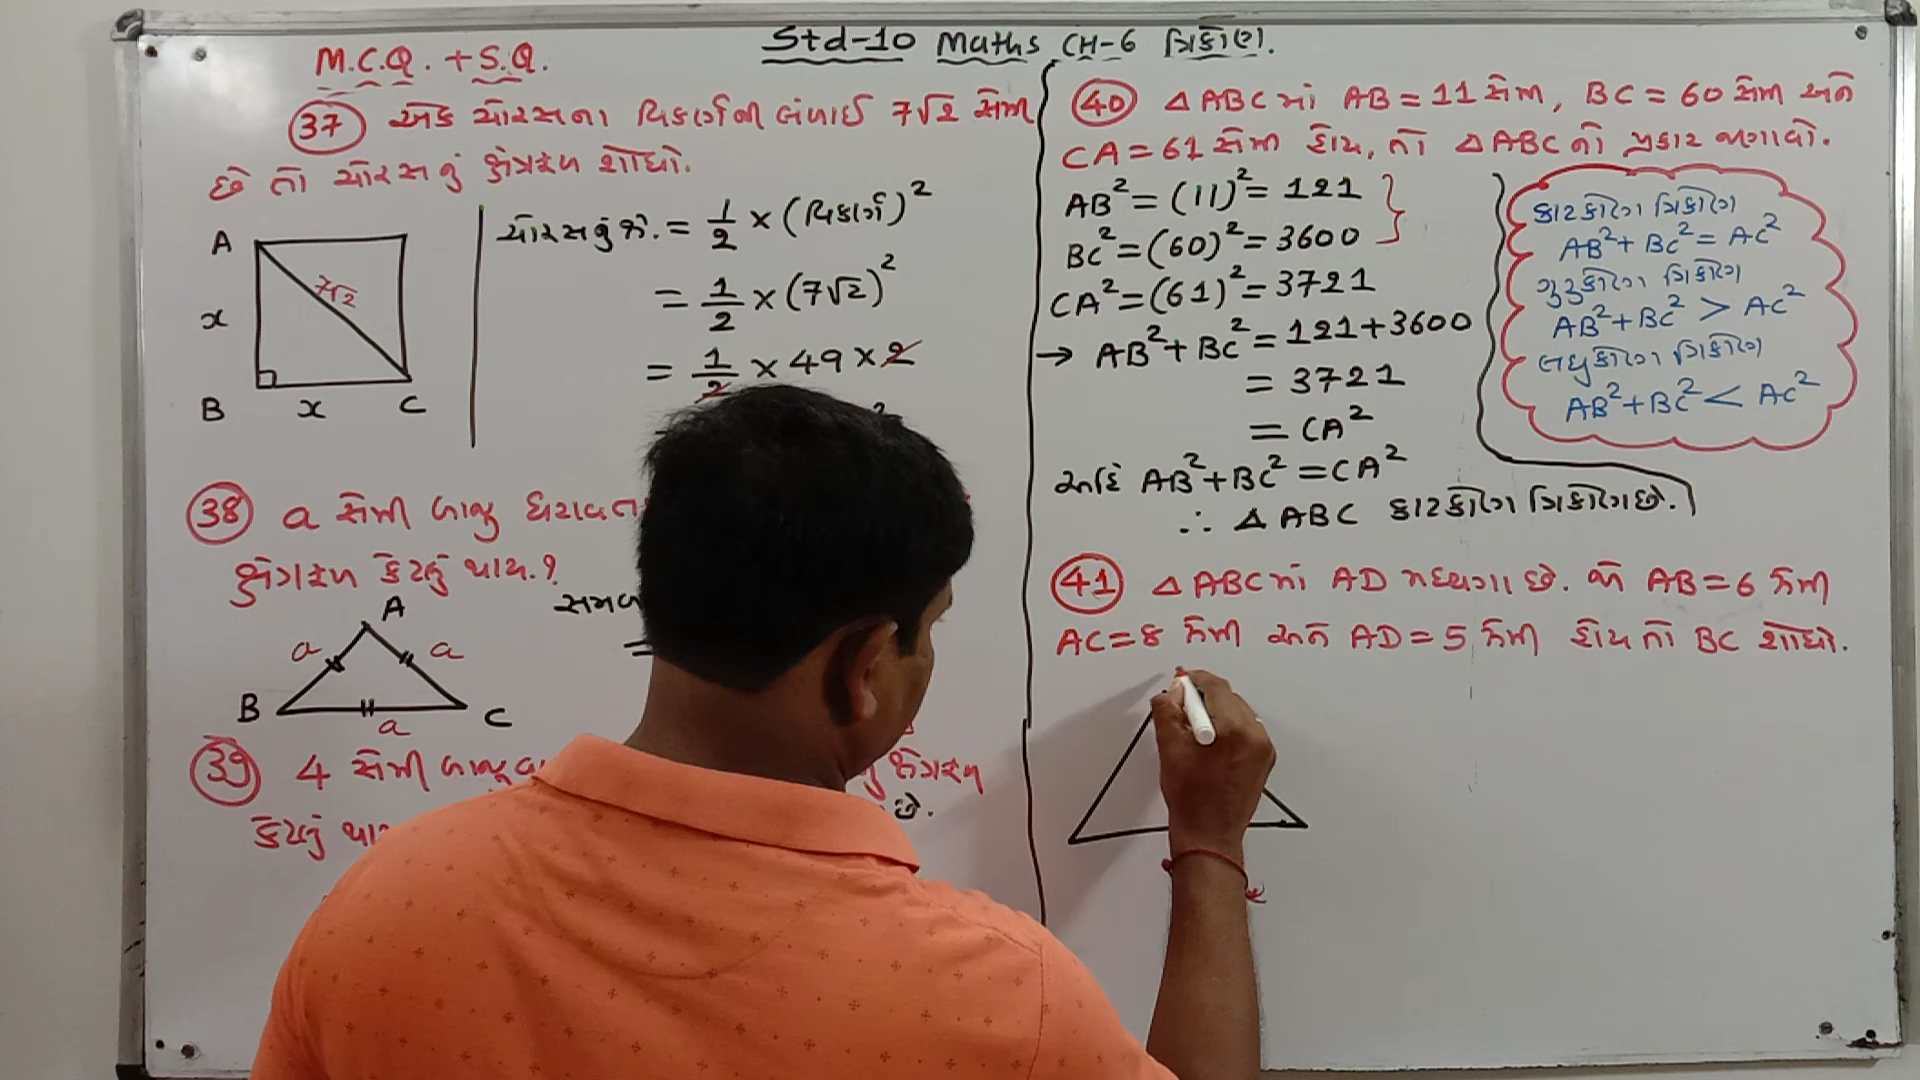 Std-10 Maths CH-6 ત્રિકોણ.
M.C.Q. + S.Q.
37 એક ચોરસના વિકર્ણની લંબાઈ 7√2 સેમી
છે તો ચોરસનું ક્ષેત્રફળ શોધો.
A
7√2
x
B x C
ચોરસનું ક્ષે. = 1/2 × (વિકર્ણ)²
= 1/2 × (7√2)²
= 1/2 × 49 × 2
38 a સેમી બાજુ ધરાવતા
ક્ષેત્રફળ કેટલું થાય.?
A
a a
B a C
=
39 4 સેમી બાજુવા ક્ષેત્રફળ
કેટલું થા છે.
40 △ ABC માં AB = 11 સેમી, BC = 60 સેમી અને
CA = 61 સેમી હોય, તો △ABC નો પ્રકાર જણાવો.
AB² = (11)² = 121
BC² = (60)² = 3600
CA² = (61)² = 3721
→ AB² + BC² = 121 + 3600
= 3721
= CA²
અહિં AB² + BC² = CA²
∴ △ ABC કાટકોણ ત્રિકોણ છે.
કાટકોણ ત્રિકોણ
AB² + BC² = AC²
ગુરુકોણ ત્રિકોણ
AB² + BC² > AC²
લઘુકોણ ત્રિકોણ
AB² + BC² < AC²
41 △ ABC માં AD મધ્યગા છે. જો AB = 6 સેમી
AC = 8 સેમી અને AD = 5 સેમી હોય તો BC શોધો.